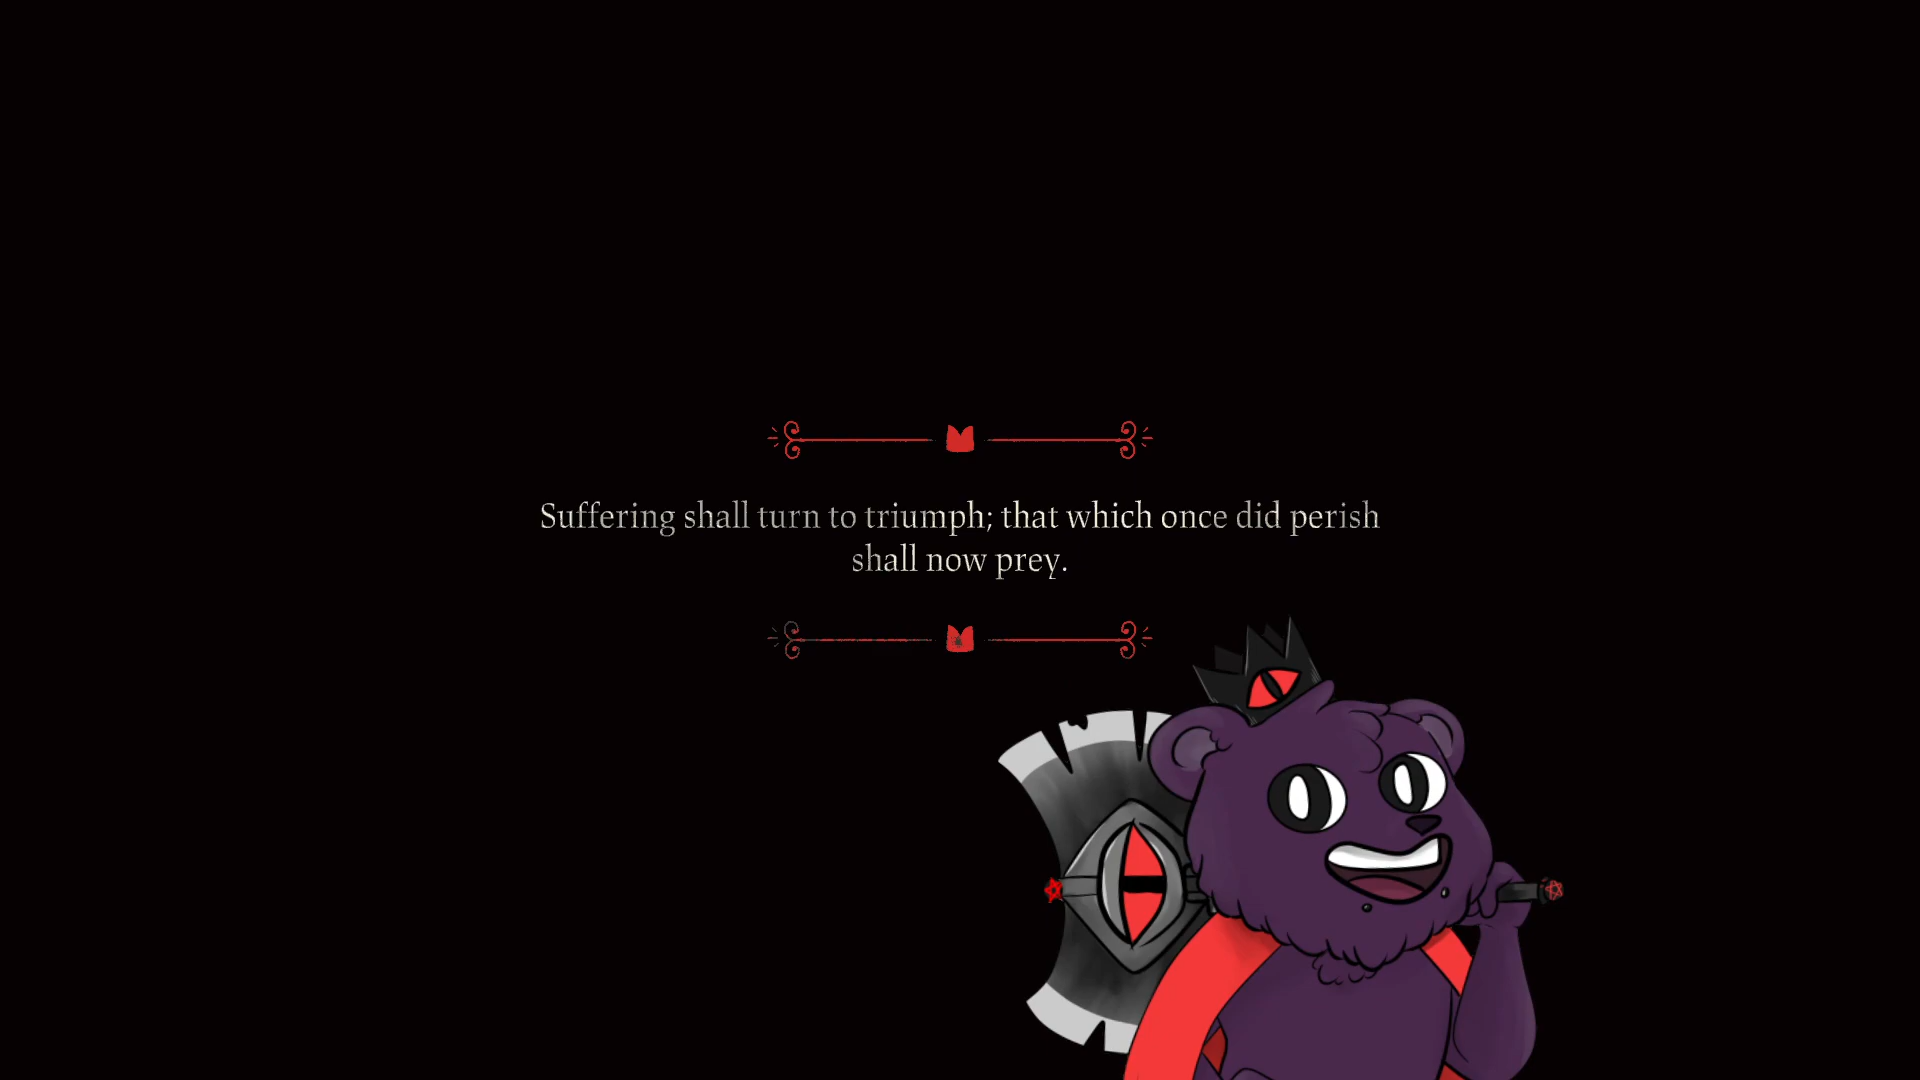 Suffering shall turn to triumph; that which once did perish
shall now prey.